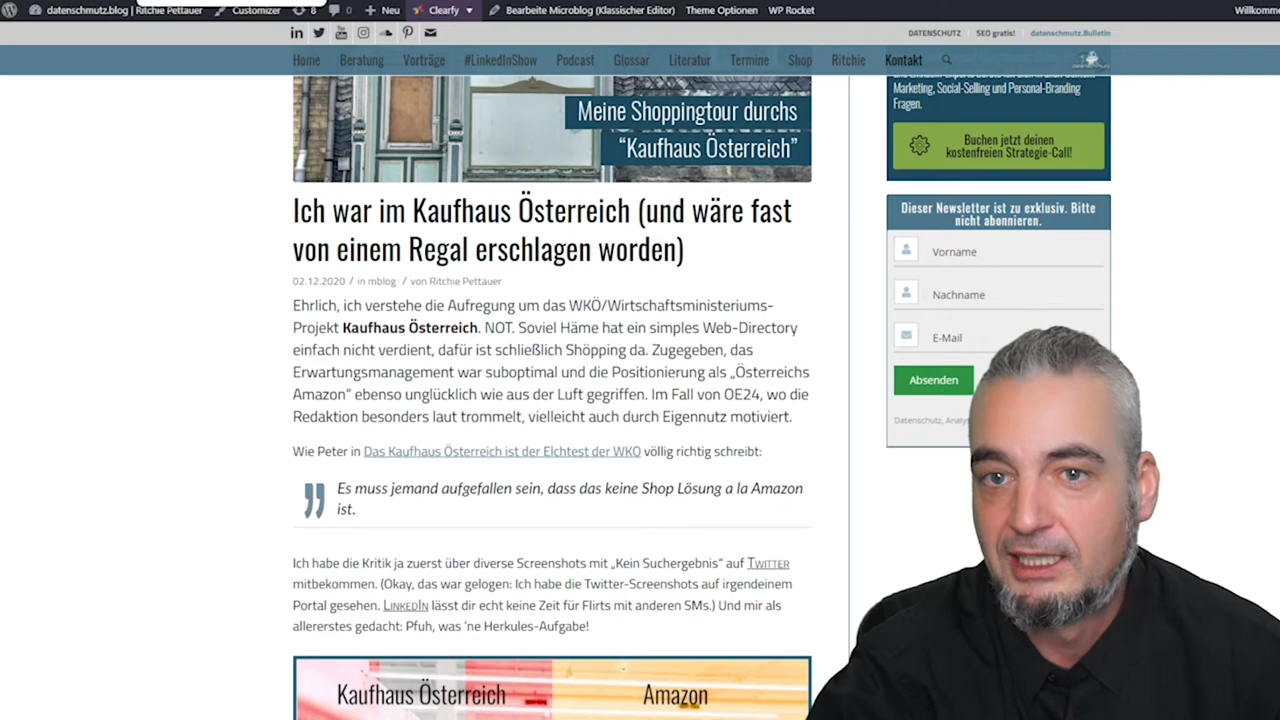 datenschmutz.blog | Ritchie Pettauer
Customizer
8
0
Neu
Clearfy
Bearbeite Microblog (Klassischer Editor)
Theme Optionen
WP Rocket
DATENSCHUTZ
SEO gratis!
datenschmutz.Bulletin
Home
Beratung
Vorträge
#LinkedInShow
Podcast
Glossar
Literatur
Termine
Shop
Ritchie
Kontakt
Meine Shoppingtour durchs
“Kaufhaus Österreich”
Ich war im Kaufhaus Österreich (und wäre fast
von einem Regal erschlagen worden)
02.12.2020 / in mblog / von Ritchie Pettauer
Ehrlich, ich verstehe die Aufregung um das WKÖ/Wirtschaftsministeriums-
Projekt Kaufhaus Österreich. NOT. Soviel Häme hat ein simples Web-Directory
einfach nicht verdient, dafür ist schließlich Shöpping da. Zugegeben, das
Erwartungsmanagement war suboptimal und die Positionierung als „Österreichs
Amazon“ ebenso unglücklich wie aus der Luft gegriffen. Im Fall von OE24, wo die
Redaktion besonders laut trommelt, vielleicht auch durch Eigennutz motiviert.
Wie Peter in Das Kaufhaus Österreich ist der Elchtest der WKO völlig richtig schreibt:
Es muss jemand aufgefallen sein, dass das keine Shop Lösung a la Amazon
ist.
Ich habe die Kritik ja zuerst über diverse Screenshots mit „Kein Suchergebnis“ auf Twitter
mitbekommen. (Okay, das war gelogen: Ich habe die Twitter-Screenshots auf irgendeinem
Portal gesehen. LinkedIn lässt dir echt keine Zeit für Flirts mit anderen SMs.) Und mir als
allererstes gedacht: Pfuh, was ’ne Herkules-Aufgabe!
Kaufhaus Österreich
Amazon
Marketing, Social-Selling und Personal-Branding
Fragen.
Buchen jetzt deinen
kostenfreien Strategie-Call!
Dieser Newsletter ist zu exklusiv. Bitte
nicht abonnieren.
Vorname
Nachname
E-Mail
Absenden
Datenschutz,